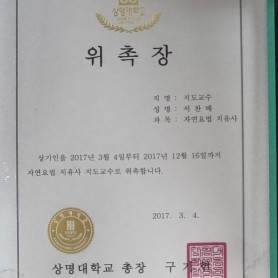 상명대학교
위촉장
직 명 : 지도교수
성 명 : 서 찬 배
과 목 : 자연요법 치유사
상기인을 2017년 3월 4일부터 2017년 12월 16일까지
자연요법 치유사 지도교수로 위촉합니다.
2017. 3. 4.
상명대학교 총장 구 기 헌